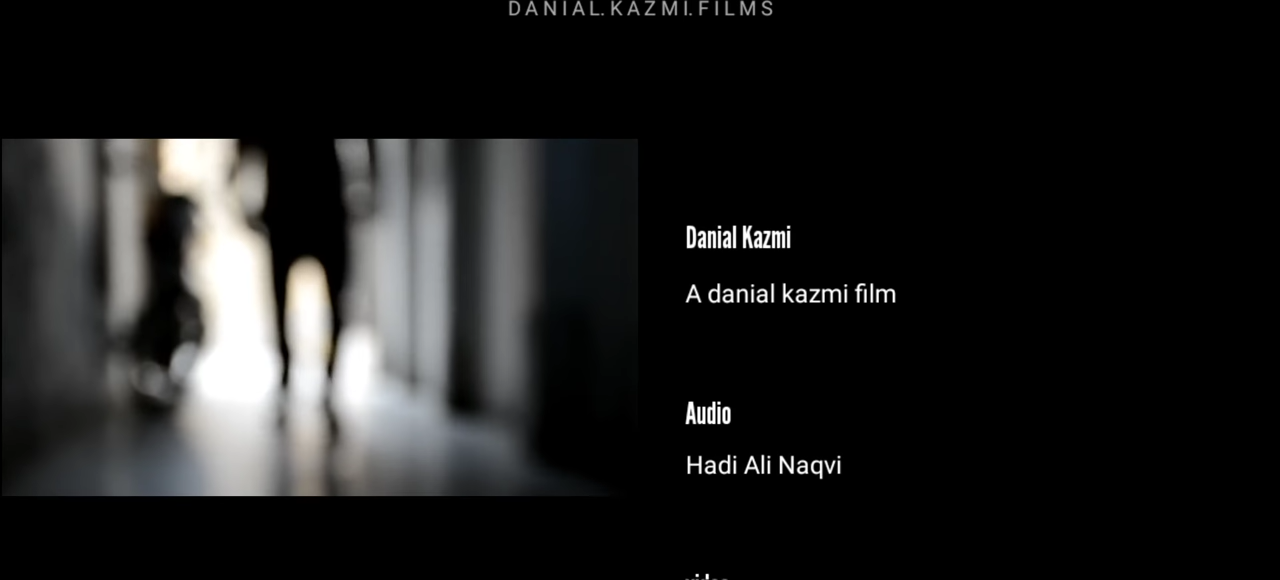 DANIAL.KAZMI.FILMS
Danial Kazmi
A danial kazmi film
Audio
Hadi Ali Naqvi